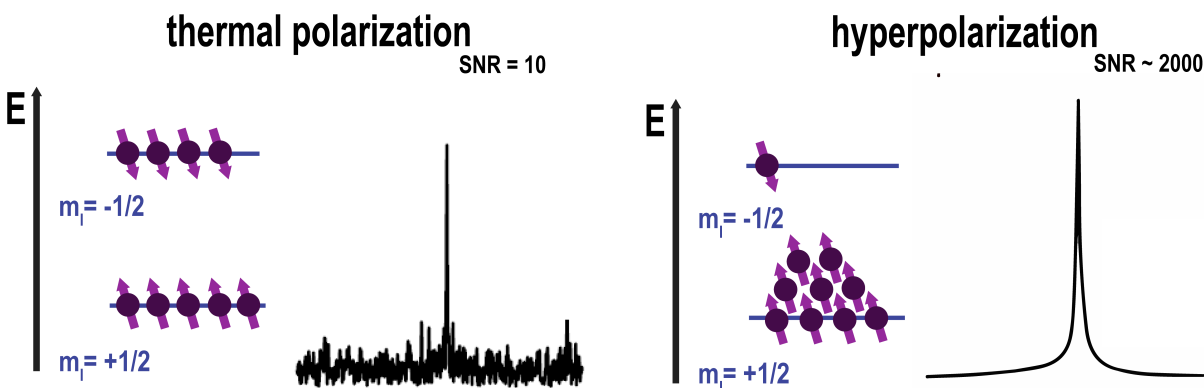 thermal polarization
SNR = 10
E
mI= -1/2
mI= +1/2
hyperpolarization
SNR ~ 2000
E
mI= -1/2
mI= +1/2